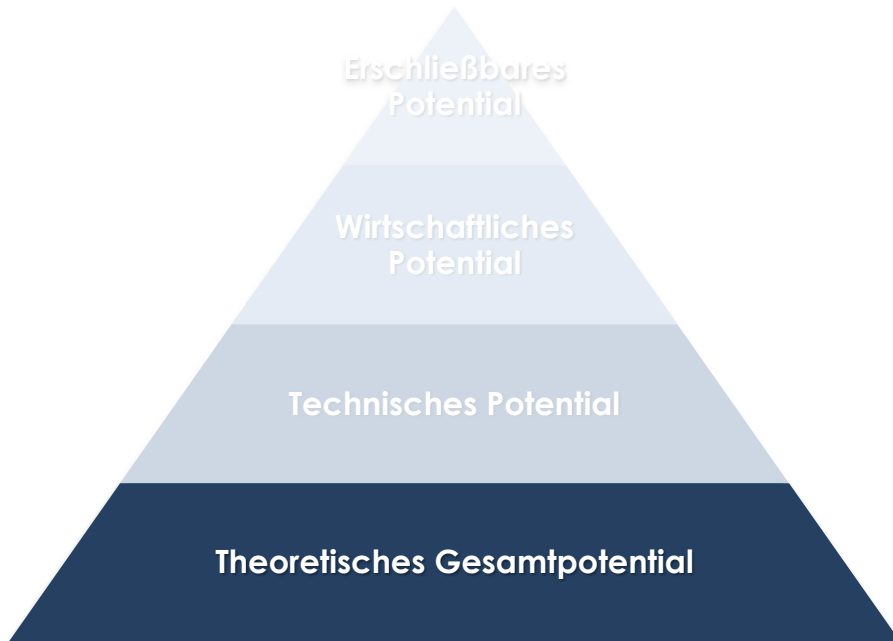 Erschließbares
Potential
Wirtschaftliches
Potential
Technisches Potential
Theoretisches Gesamtpotential